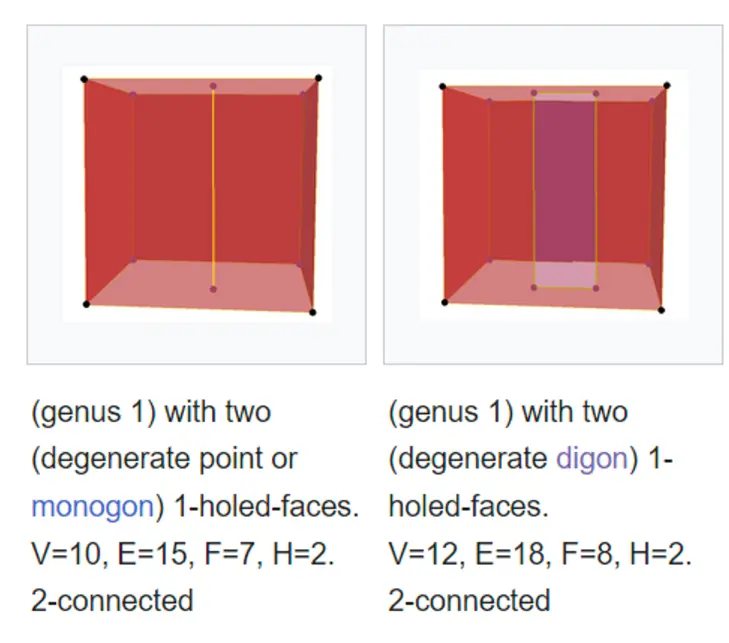 (genus 1) with two
(degenerate point or
monogon) 1-holed-faces.
V=10, E=15, F=7, H=2.
2-connected
(genus 1) with two
(degenerate digon) 1-
holed-faces.
V=12, E=18, F=8, H=2.
2-connected